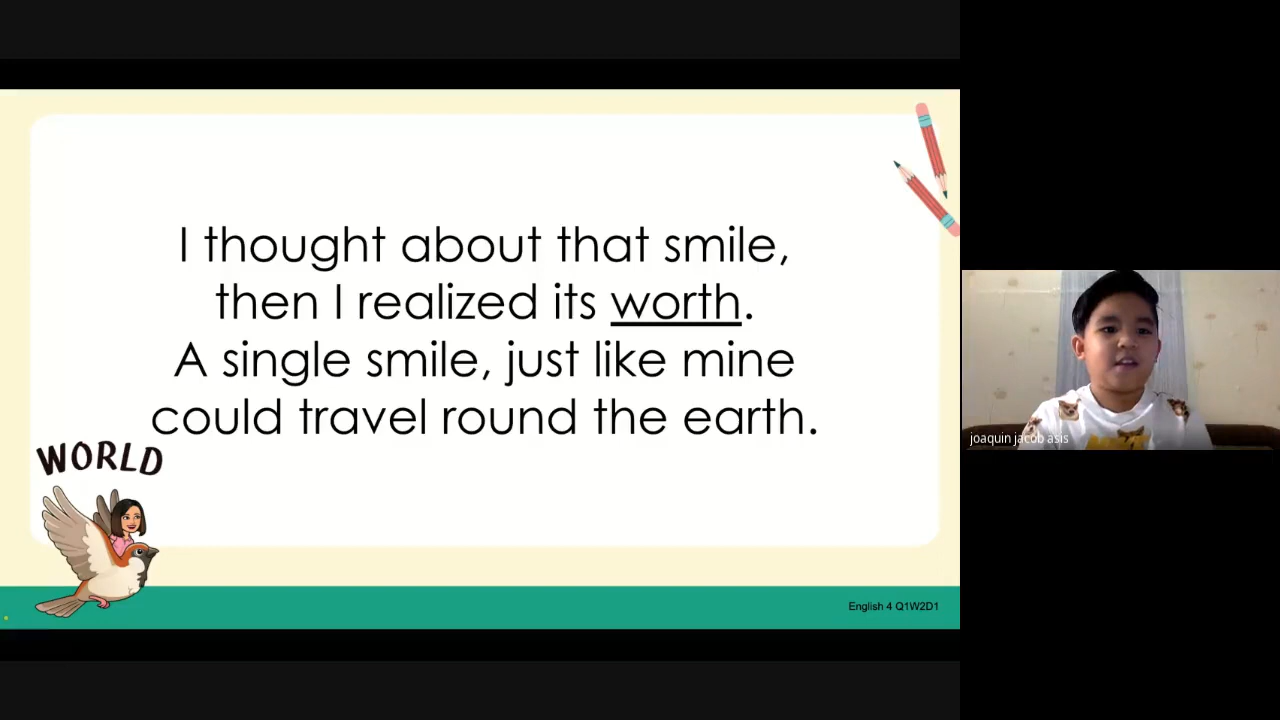 I thought about that smile,
then I realized its worth.
A single smile, just like mine
could travel round the earth.
WORLD
English 4 Q1W2D1
joaquin jacob asis